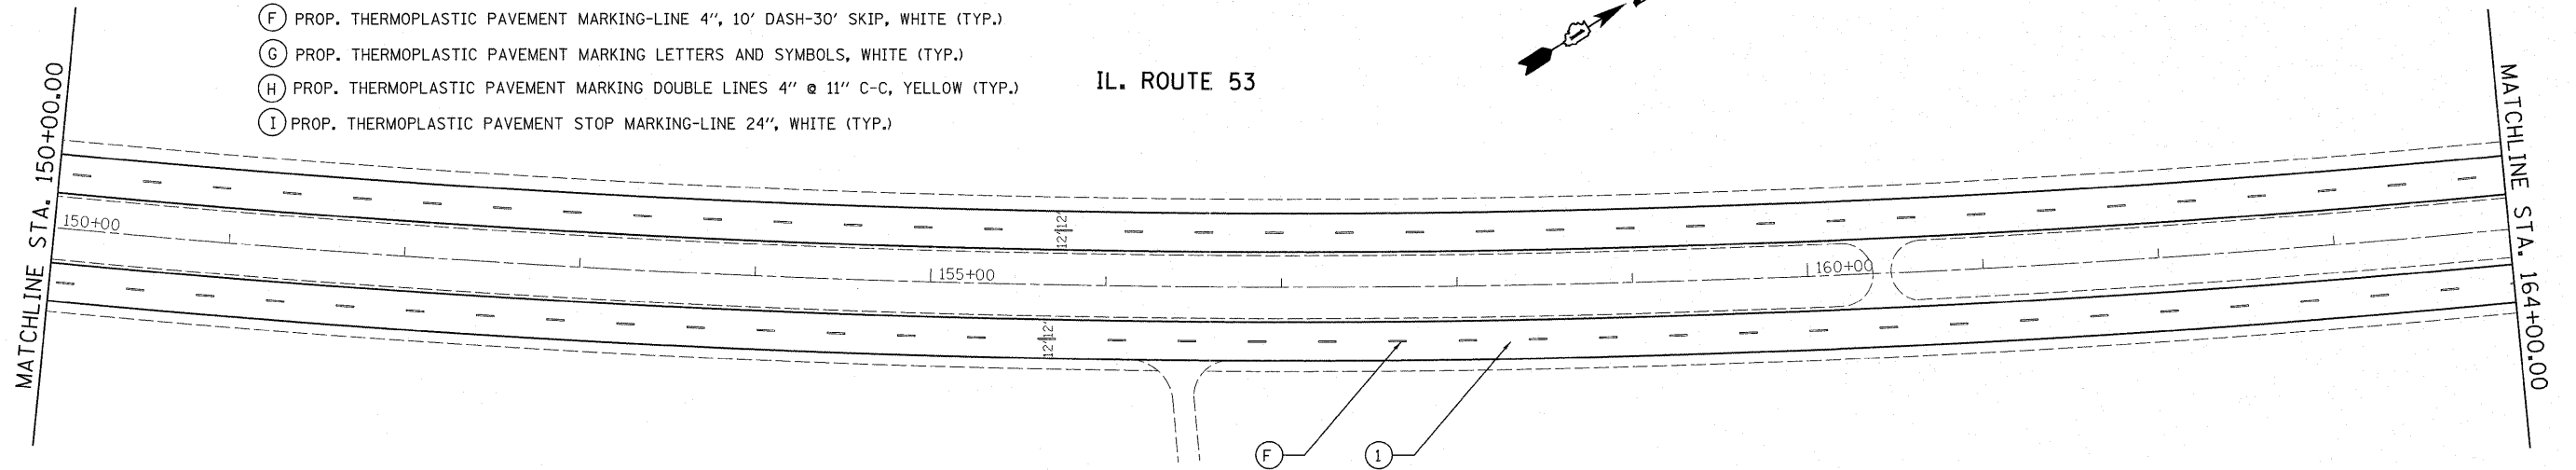 Ⓕ PROP. THERMOPLASTIC PAVEMENT MARKING-LINE 4", 10' DASH-30' SKIP, WHITE (TYP.)
Ⓖ PROP. THERMOPLASTIC PAVEMENT MARKING LETTERS AND SYMBOLS, WHITE (TYP.)
Ⓗ PROP. THERMOPLASTIC PAVEMENT MARKING DOUBLE LINES 4" @ 11" C-C, YELLOW (TYP.)
Ⓘ PROP. THERMOPLASTIC PAVEMENT STOP MARKING-LINE 24", WHITE (TYP.)
IL. ROUTE 53
MATCHLINE STA. 150+00.00
MATCHLINE STA. 164+00.00
150+00
155+00
160+00
12' 12'
12' 12'
Ⓕ
①